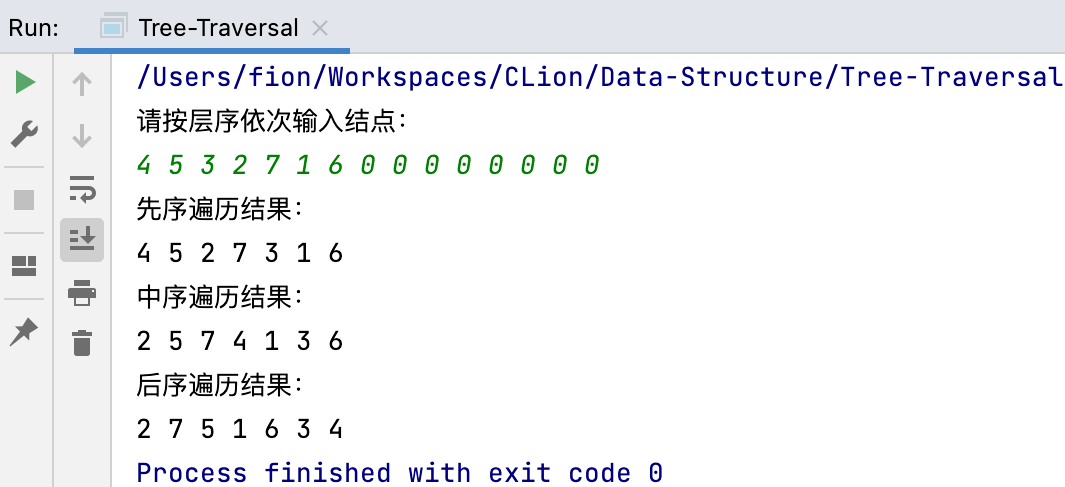 Run: Tree-Traversal
/Users/fion/Workspaces/CLion/Data-Structure/Tree-Traversal
请按层序依次输入结点：
4 5 3 2 7 1 6 0 0 0 0 0 0 0 0
先序遍历结果：
4 5 2 7 3 1 6
中序遍历结果：
2 5 7 4 1 3 6
后序遍历结果：
2 7 5 1 6 3 4
Process finished with exit code 0